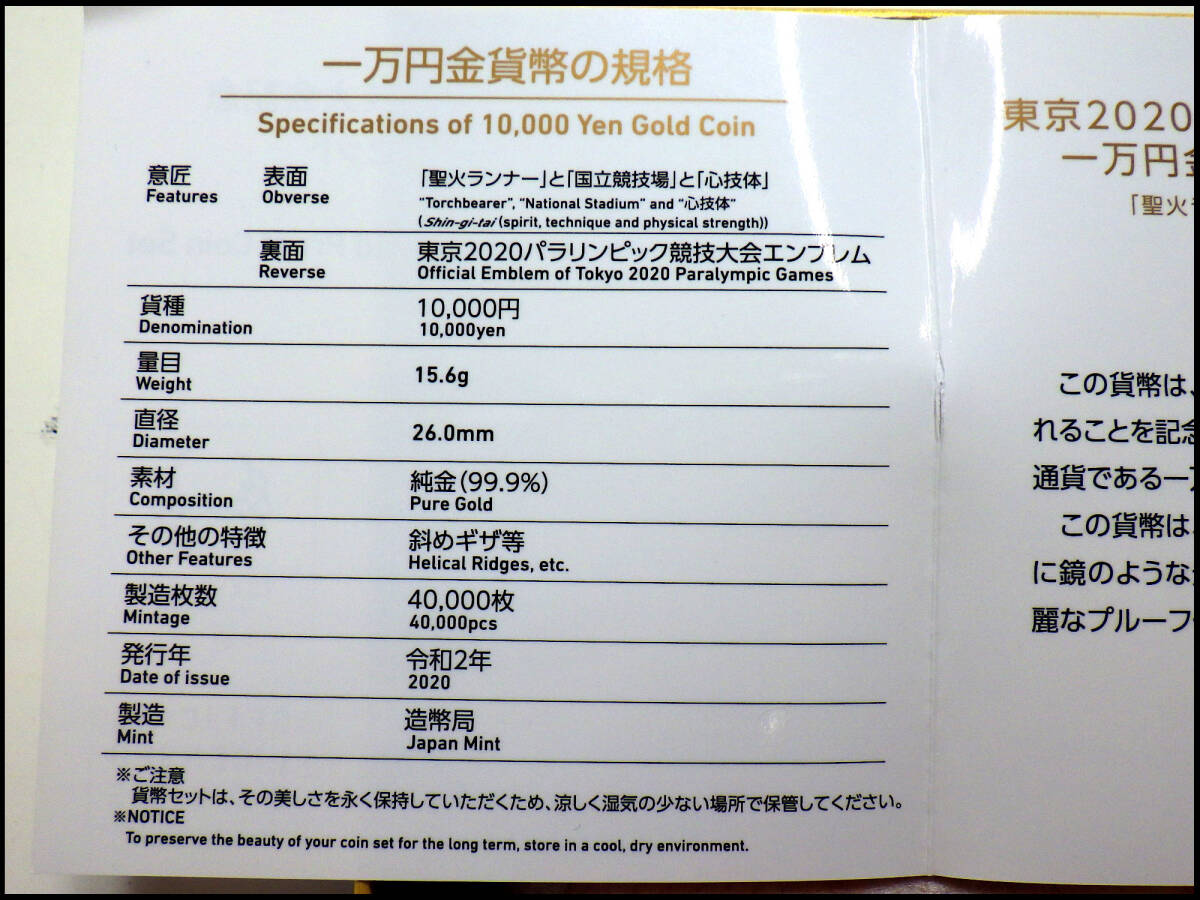 一万円金貨幣の規格
Specifications of 10,000 Yen Gold Coin
意匠
Features
表面
Obverse
「聖火ランナー」と「国立競技場」と「心技体」
"Torchbearer", "National Stadium" and "心技体"
(Shin-gi-tai (spirit, technique and physical strength))
裏面
Reverse
東京2020パラリンピック競技大会エンブレム
Official Emblem of Tokyo 2020 Paralympic Games
貨種
Denomination
10,000円
10,000yen
量目
Weight
15.6g
直径
Diameter
26.0mm
素材
Composition
純金(99.9%)
Pure Gold
その他の特徴
Other Features
斜めギザ等
Helical Ridges, etc.
製造枚数
Mintage
40,000枚
40,000pcs
発行年
Date of issue
令和2年
2020
製造
Mint
造幣局
Japan Mint
※ご注意
貨幣セットは、その美しさを永く保持していただくため、涼しく湿気の少ない場所で保管してください。
※NOTICE
To preserve the beauty of your coin set for the long term, store in a cool, dry environment.
東京2020
一万円
「聖火
この貨幣は、
れることを記念
通貨である一
この貨幣は、
に鏡のような
麗なプルーフ